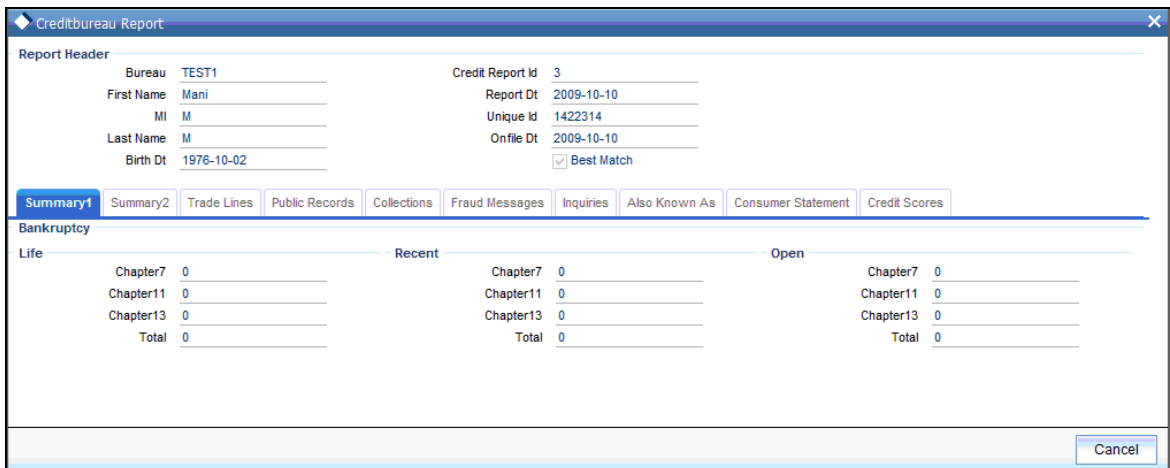 Creditbureau Report
Report Header
Bureau TEST1 Credit Report Id 3
First Name Mani Report Dt 2009-10-10
MI M Unique Id 1422314
Last Name M Onfile Dt 2009-10-10
Birth Dt 1976-10-02 Best Match
Summary1 Summary2 Trade Lines Public Records Collections Fraud Messages Inquiries Also Known As Consumer Statement Credit Scores
Bankruptcy
Life Recent Open
Chapter7 0 Chapter7 0 Chapter7 0
Chapter11 0 Chapter11 0 Chapter11 0
Chapter13 0 Chapter13 0 Chapter13 0
Total 0 Total 0 Total 0
Cancel